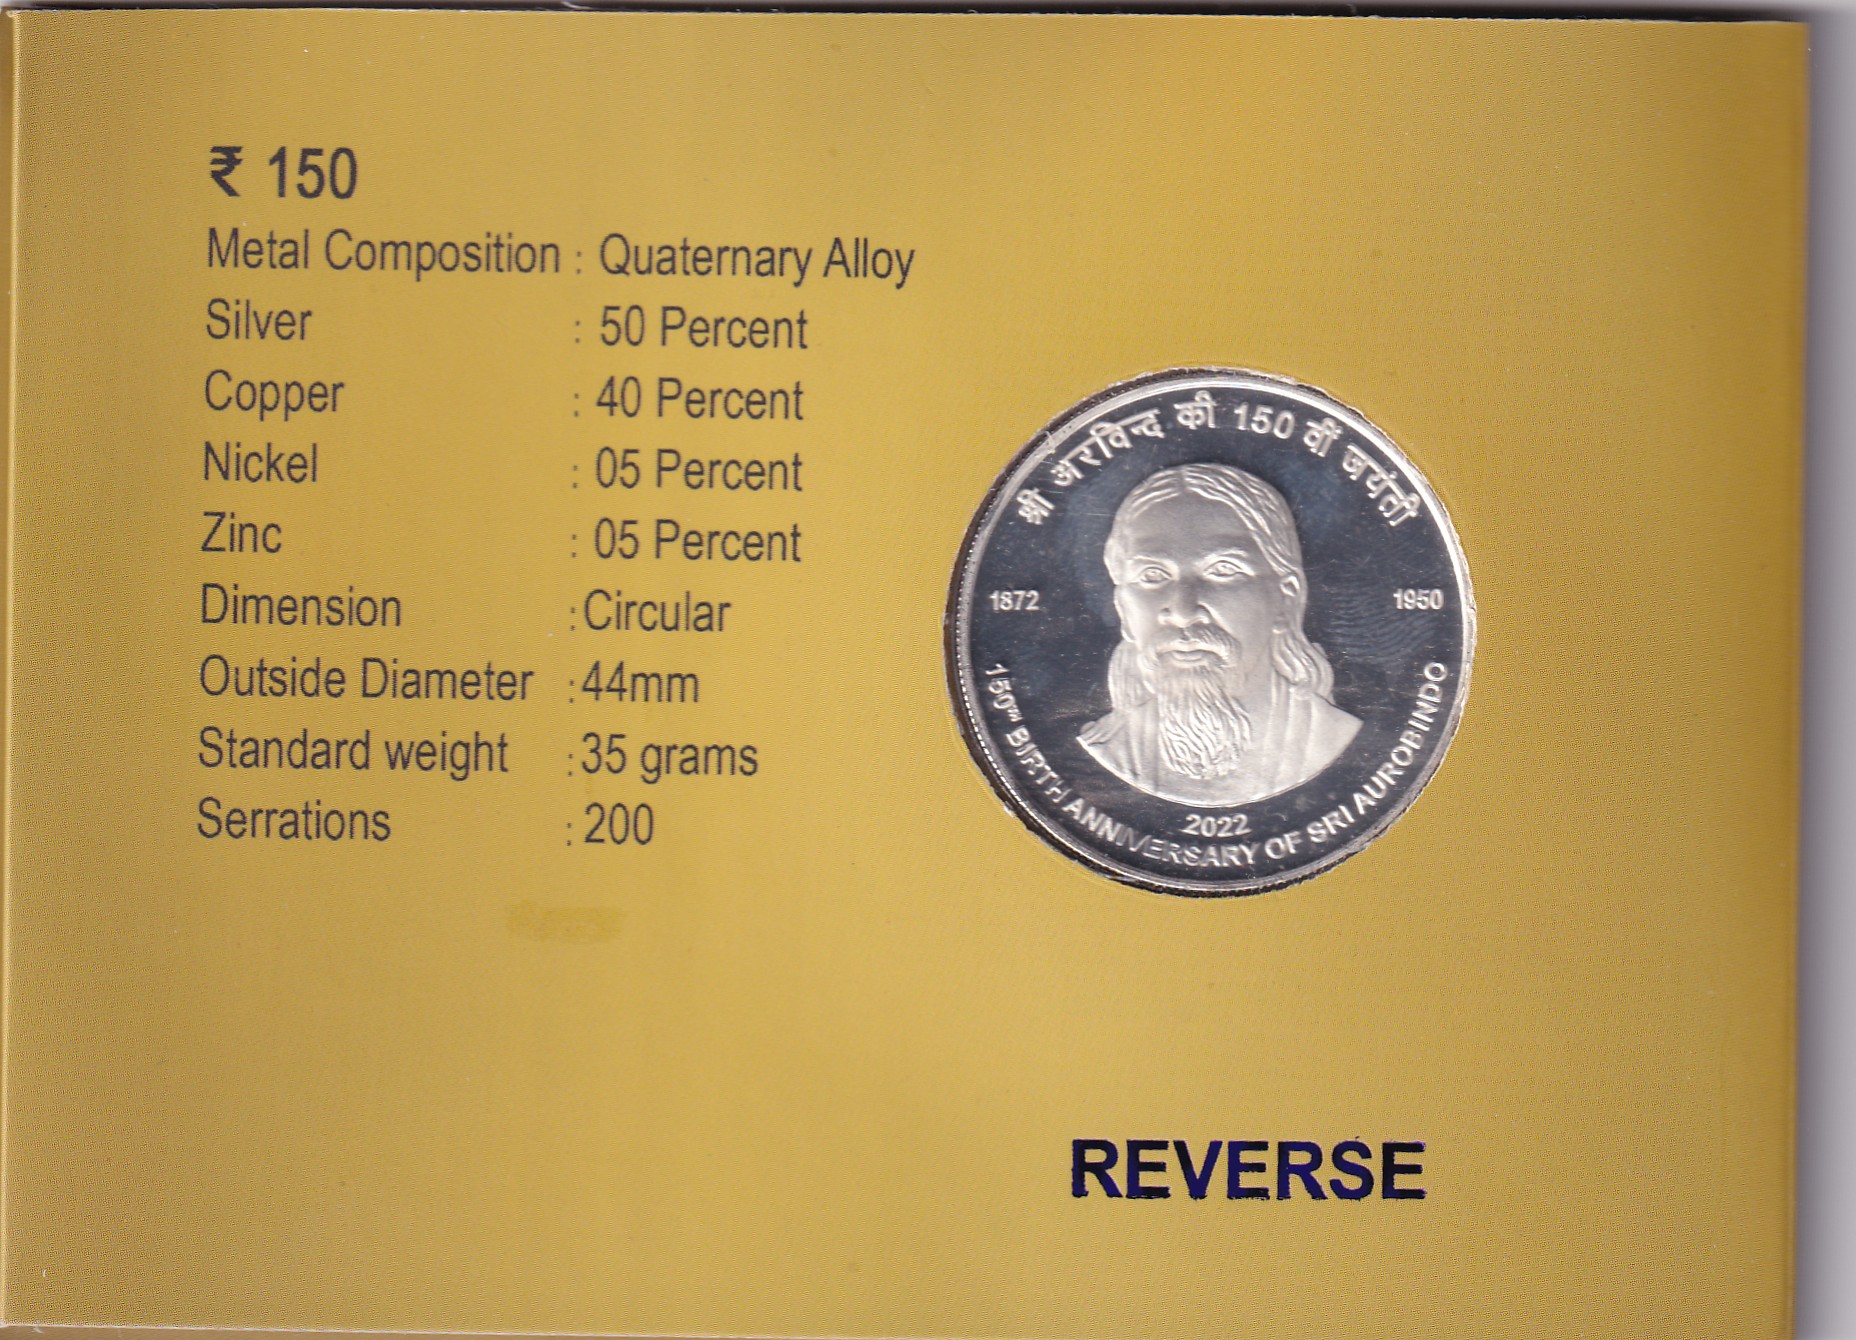 ₹ 150
Metal Composition : Quaternary Alloy
Silver : 50 Percent
Copper : 40 Percent
Nickel : 05 Percent
Zinc : 05 Percent
Dimension : Circular
Outside Diameter : 44mm
Standard weight : 35 grams
Serrations : 200
श्री अरविन्द की 150 वीं जयंती
1872
1950
2022
150TH BIRTH ANNIVERSARY OF SRI AUROBINDO
REVERSE